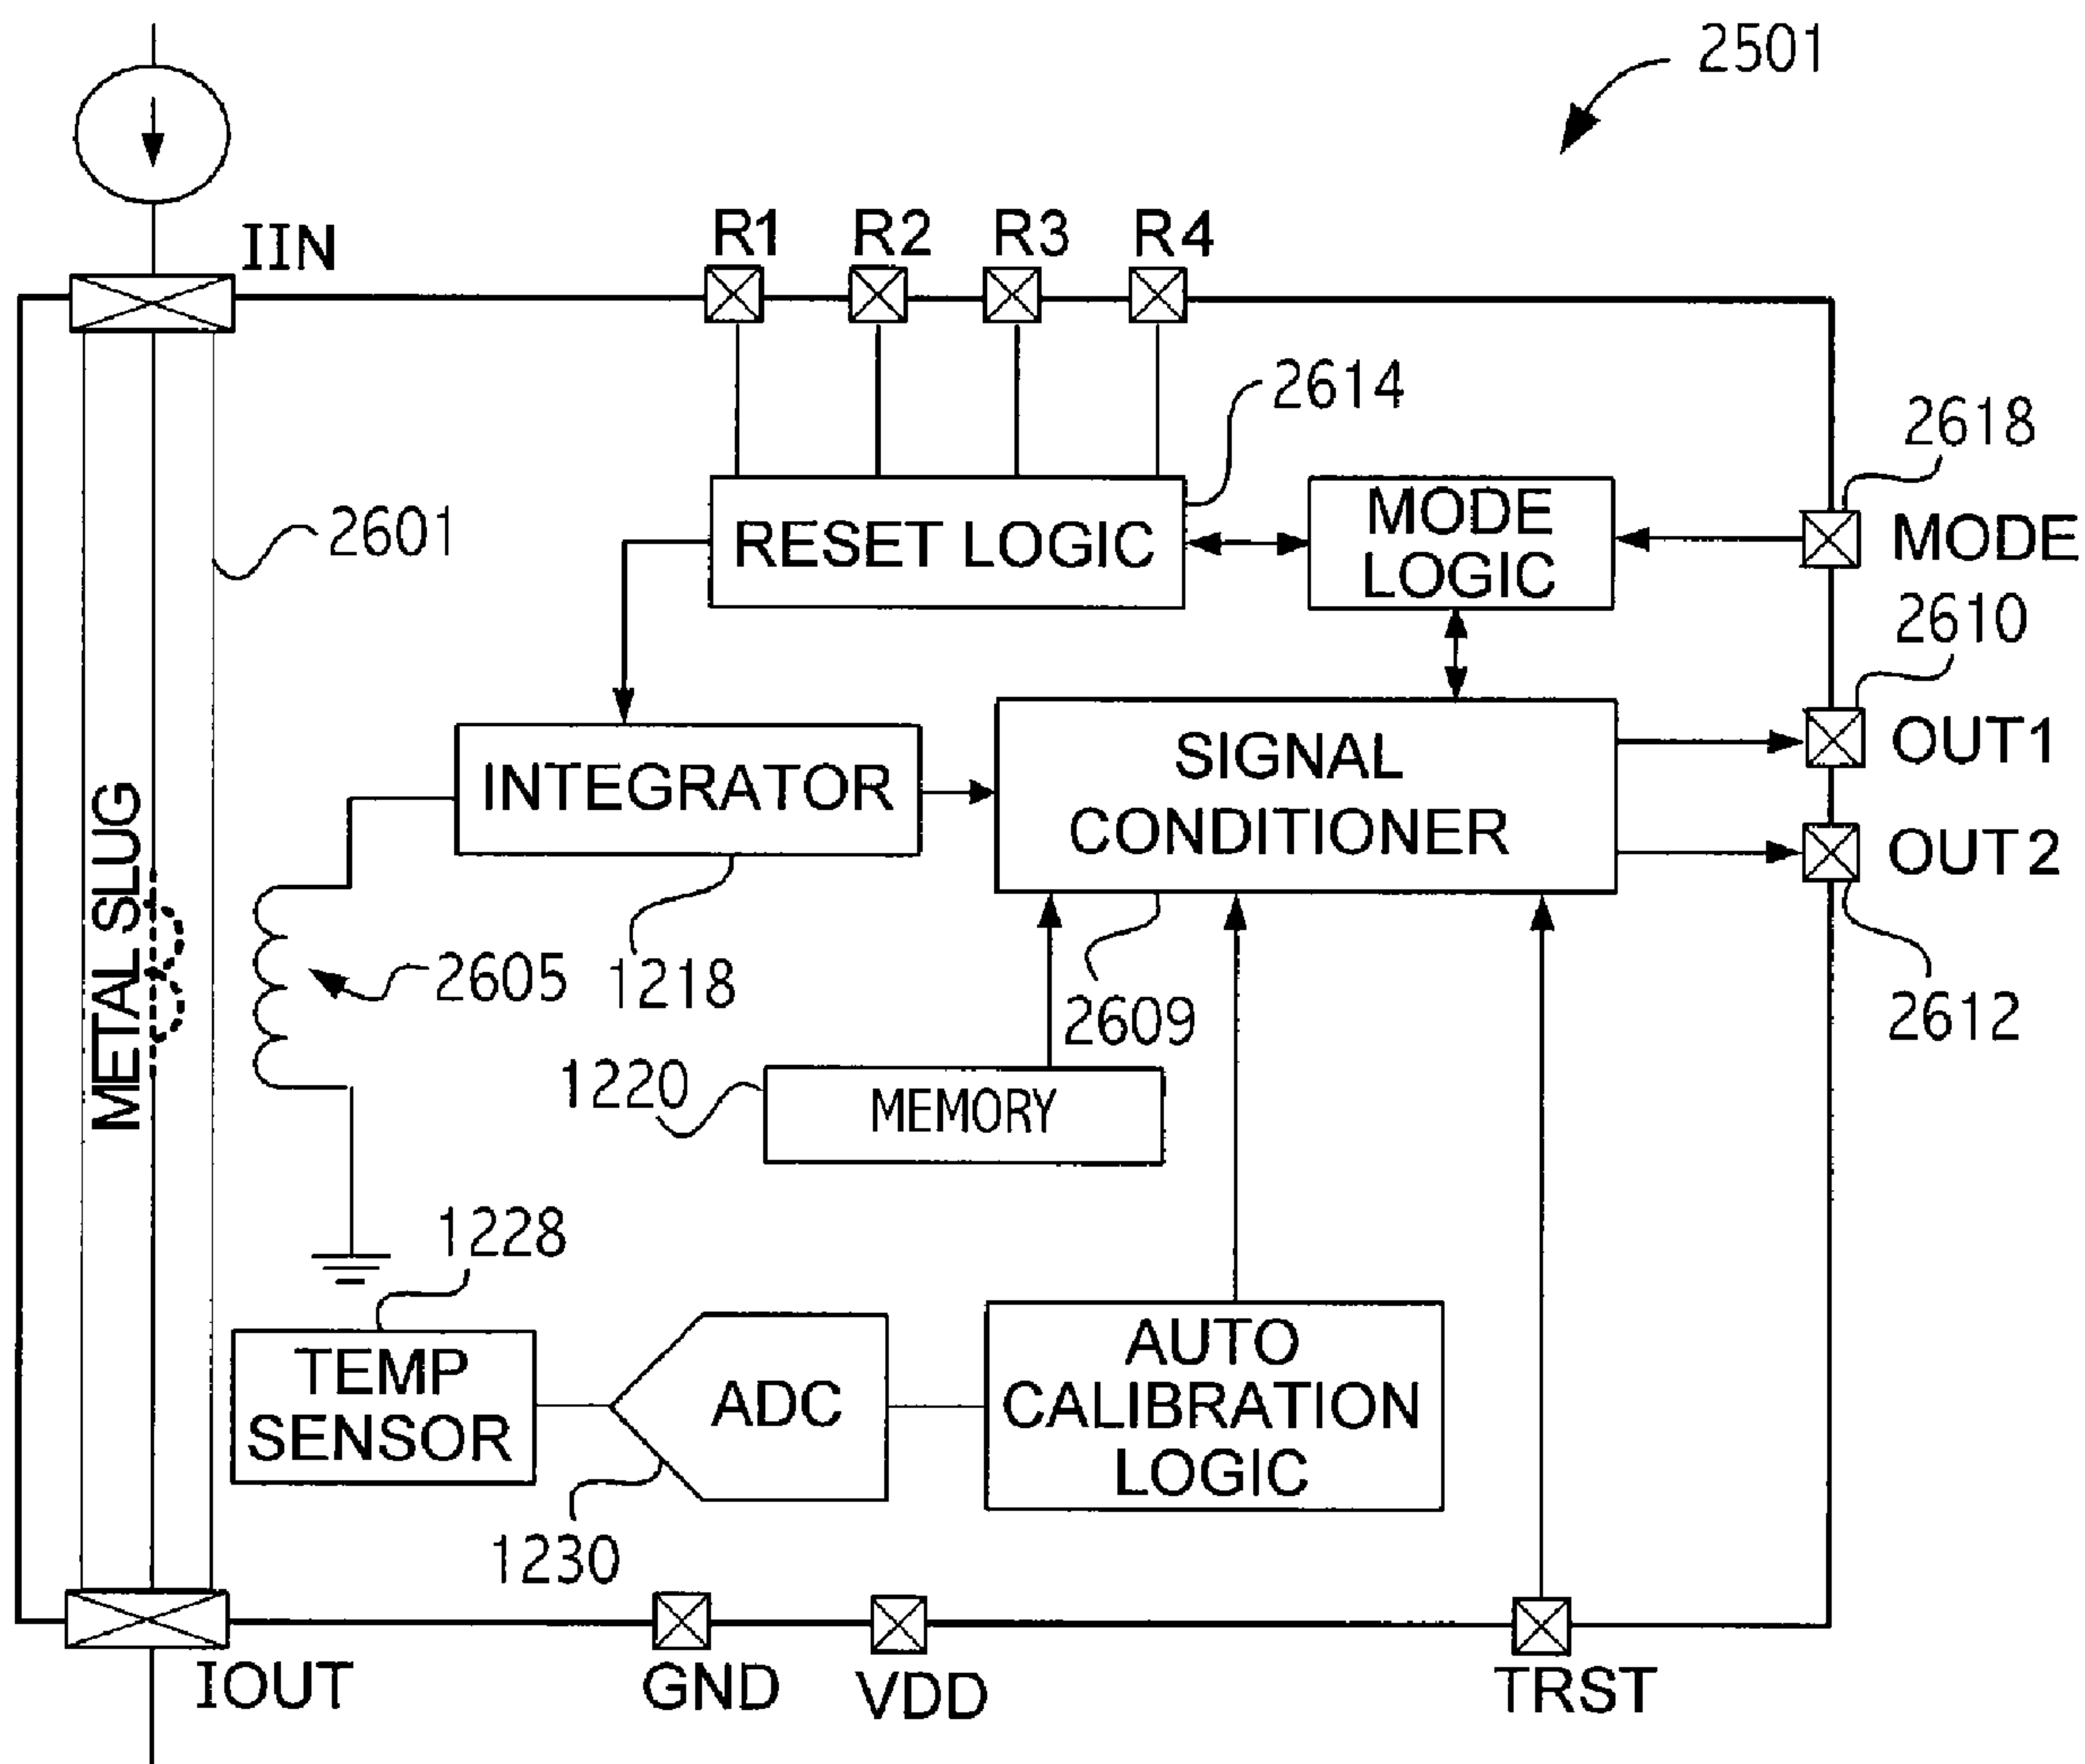 2501
IIN
R1
R2
R3
R4
2614
2618
2601
RESET LOGIC
MODE
LOGIC
MODE
2610
INTEGRATOR
SIGNAL
CONDITIONER
OUT1
OUT2
METAL SLUG
2605
1218
2609
2612
1220
MEMORY
1228
TEMP
SENSOR
ADC
AUTO
CALIBRATION
LOGIC
1230
IOUT
GND
VDD
TRST